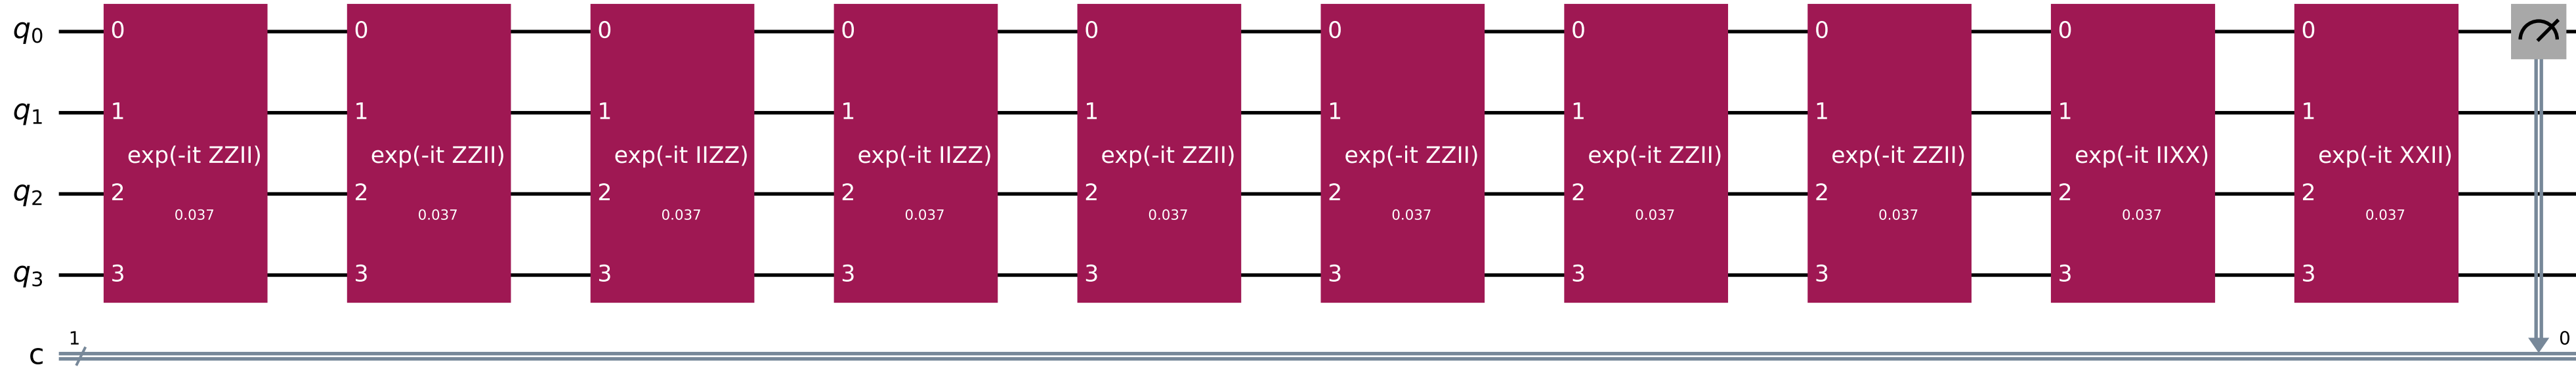 q0 0 0 0 0 0 0 0 0 0 0
q1 1 1 1 1 1 1 1 1 1 1
exp(-it ZZII) exp(-it ZZII) exp(-it IIZZ) exp(-it IIZZ) exp(-it ZZII) exp(-it ZZII) exp(-it ZZII) exp(-it ZZII) exp(-it IIXX) exp(-it XXII)
q2 2 2 2 2 2 2 2 2 2 2
0.037 0.037 0.037 0.037 0.037 0.037 0.037 0.037 0.037 0.037
q3 3 3 3 3 3 3 3 3 3 3
1 0
c